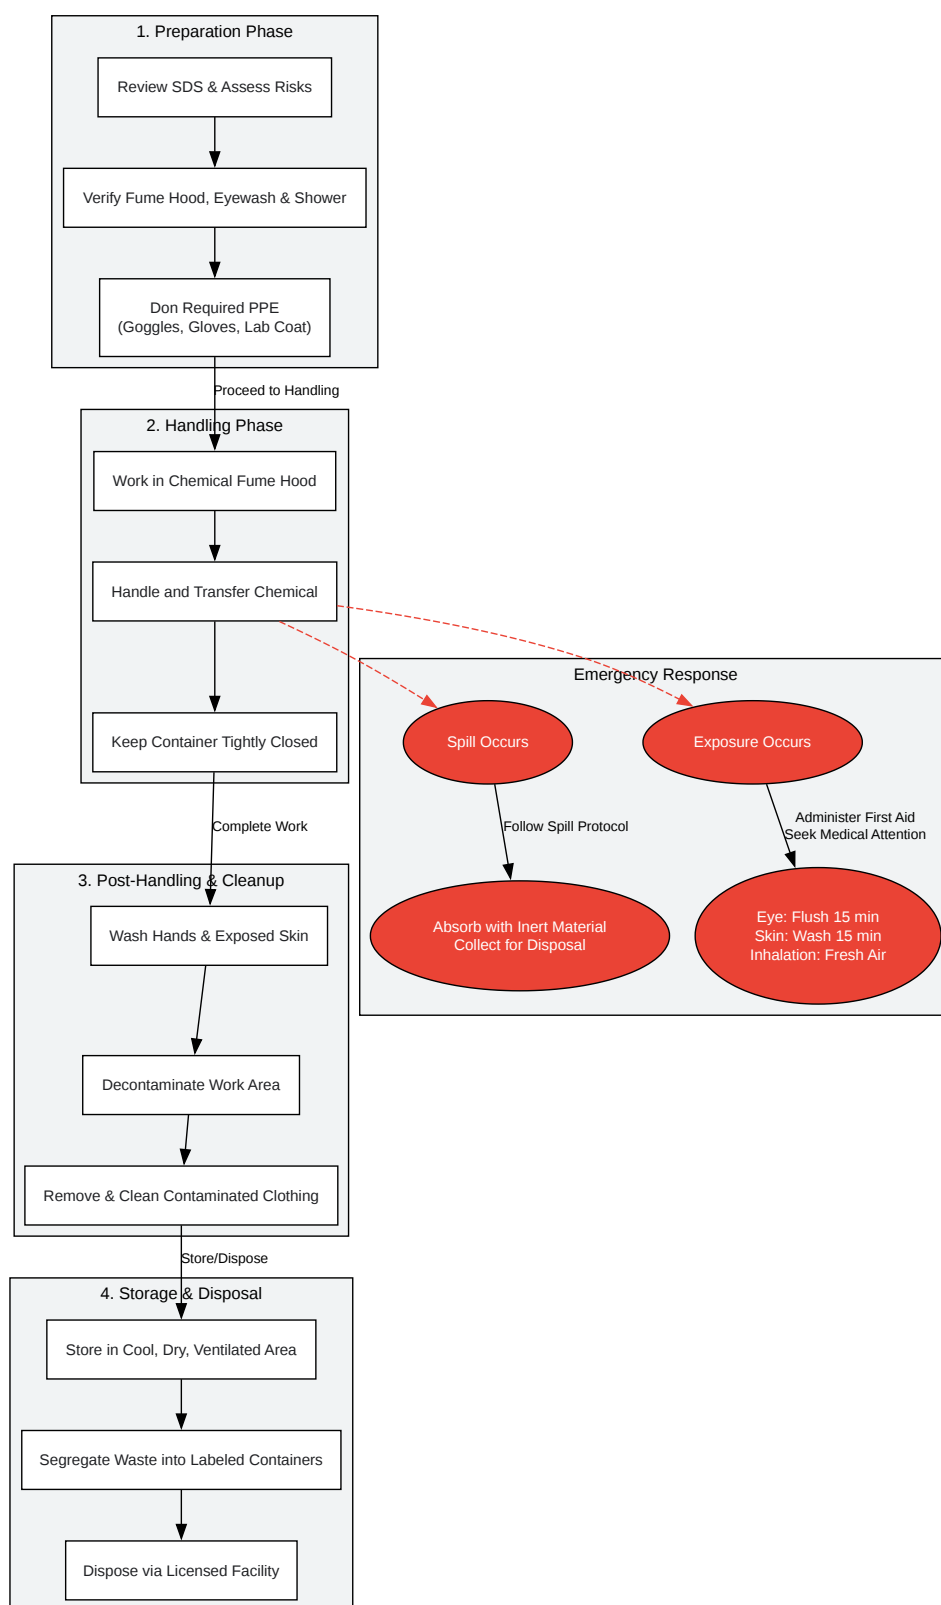 1. Preparation Phase
Review SDS & Assess Risks
Verify Fume Hood, Eyewash & Shower
Don Required PPE
(Goggles, Gloves, Lab Coat)
Proceed to Handling
2. Handling Phase
Work in Chemical Fume Hood
Handle and Transfer Chemical
Keep Container Tightly Closed
Complete Work
Emergency Response
Spill Occurs
Exposure Occurs
Follow Spill Protocol
Administer First Aid
Seek Medical Attention
Absorb with Inert Material
Collect for Disposal
Eye: Flush 15 min
Skin: Wash 15 min
Inhalation: Fresh Air
3. Post-Handling & Cleanup
Wash Hands & Exposed Skin
Decontaminate Work Area
Remove & Clean Contaminated Clothing
Store/Dispose
4. Storage & Disposal
Store in Cool, Dry, Ventilated Area
Segregate Waste into Labeled Containers
Dispose via Licensed Facility